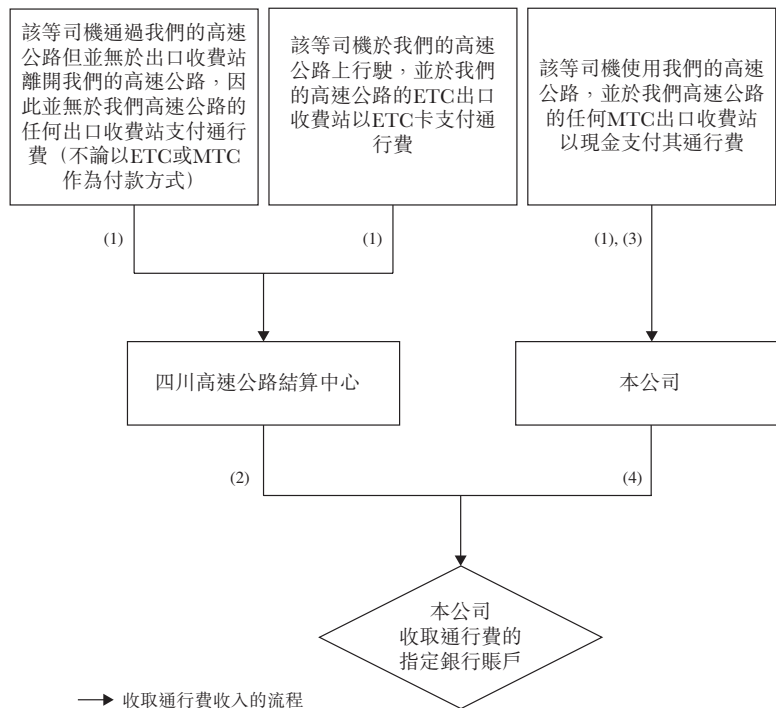 該等司機通過我們的高速
公路但並無於出口收費站
離開我們的高速公路，因
此並無於我們高速公路的
任何出口收費站支付通行
費（不論以ETC或MTC
作為付款方式）
該等司機於我們的高速
公路上行駛，並於我們
的高速公路的ETC出口
收費站以ETC卡支付通
行費
該等司機使用我們的高速
公路，並於我們高速公路
的任何MTC出口收費站
以現金支付其通行費
(1)
(1)
(1), (3)
四川高速公路結算中心
本公司
(2)
(4)
本公司
收取通行費的
指定銀行賬戶
收取通行費收入的流程